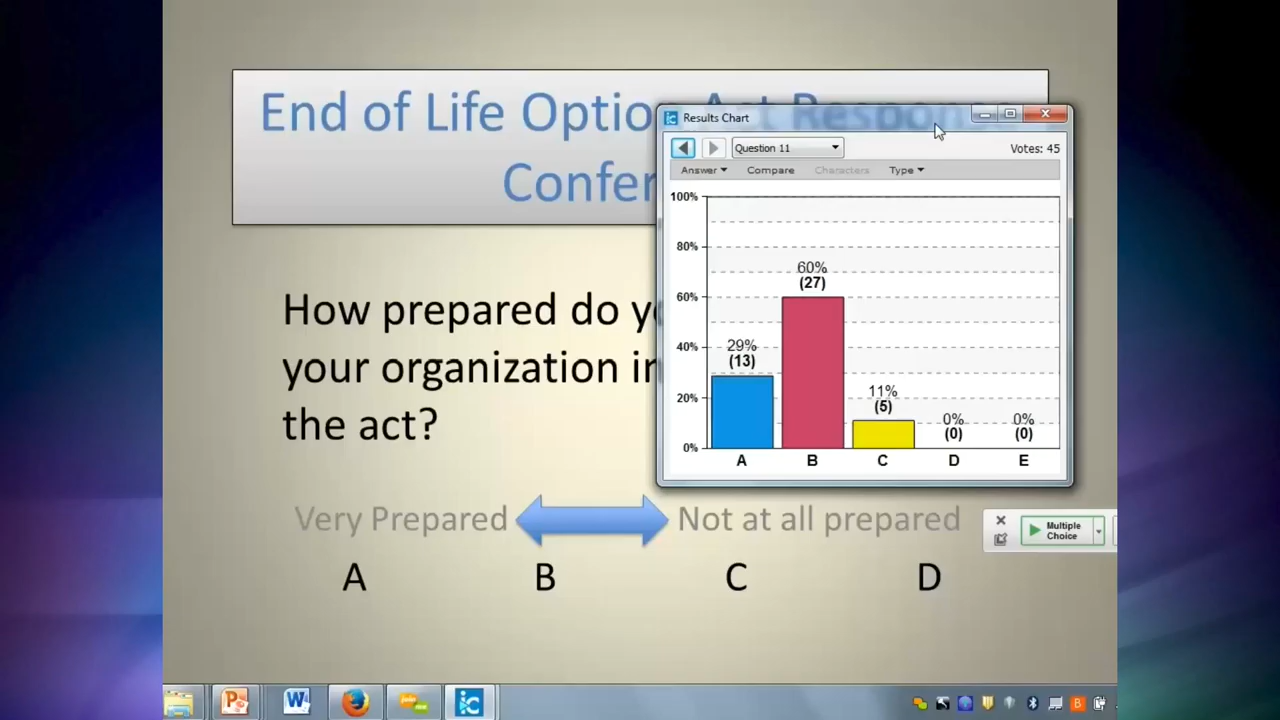 End of Life Optio Act Respons
Confer
Results Chart
Question 11
Votes: 45
Answer
Compare
Characters
Type
100%
80%
60%
40%
20%
0%
29%
(13)
60%
(27)
11%
(5)
0%
(0)
0%
(0)
A B C D E
How prepared do y
your organization i
the act?
Very Prepared
Not at all prepared
Multiple
Choice
A B C D